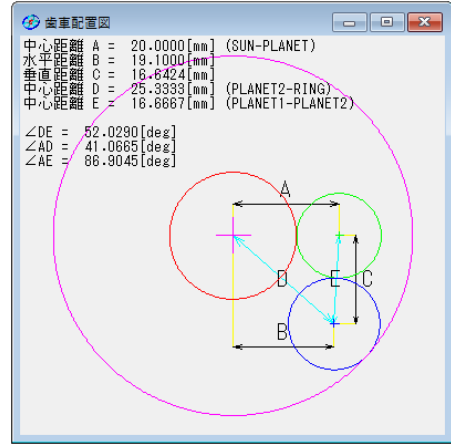 歯車配置図
中心距離 A = 20.0000[mm] (SUN-PLANET)
水平距離 B = 19.1000[mm]
垂直距離 C = 16.6424[mm]
中心距離 D = 25.3333[mm] (PLANET2-RING)
中心距離 E = 16.6667[mm] (PLANET1-PLANET2)
∠DE = 52.0290[deg]
∠AD = 41.0665[deg]
∠AE = 86.9045[deg]
A
D E C
B